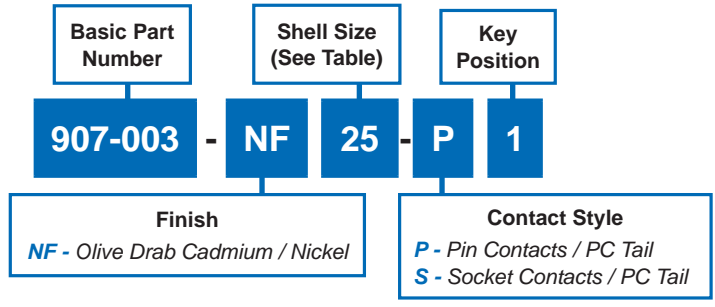 Basic Part
Number
Shell Size
(See Table)
Key
Position
907-003 - NF 25 - P 1
Finish
NF - Olive Drab Cadmium / Nickel
Contact Style
P - Pin Contacts / PC Tail
S - Socket Contacts / PC Tail